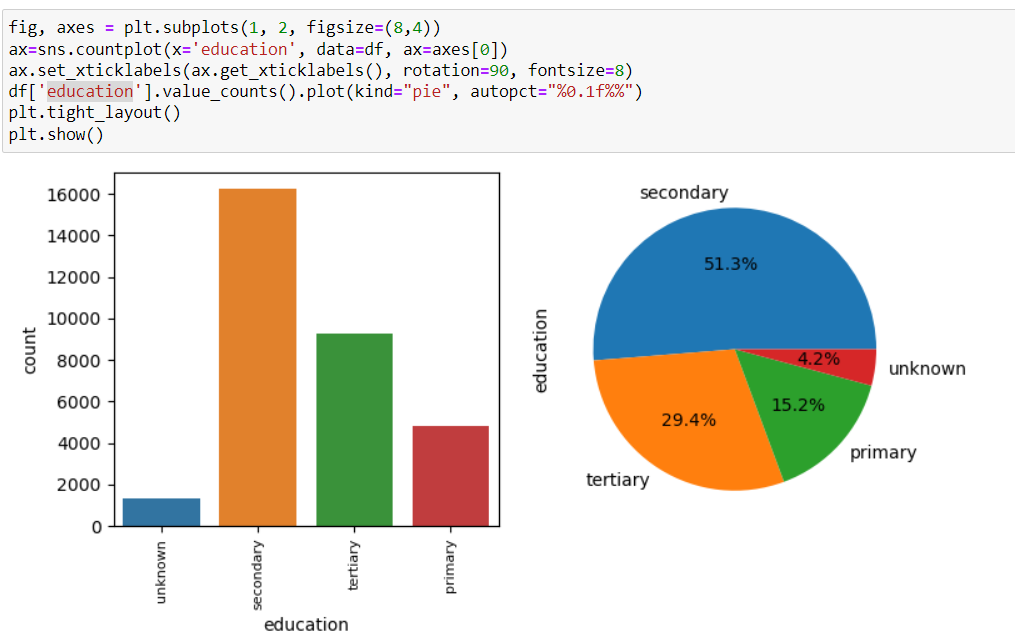 fig, axes = plt.subplots(1, 2, figsize=(8,4))
ax=sns.countplot(x='education', data=df, ax=axes[0])
ax.set_xticklabels(ax.get_xticklabels(), rotation=90, fontsize=8)
df['education'].value_counts().plot(kind="pie", autopct="%0.1f%%")
plt.tight_layout()
plt.show()
16000
14000
12000
10000
8000
6000
4000
2000
0
count
unknown
secondary
tertiary
primary
education
education
secondary
51.3%
4.2%
unknown
15.2%
29.4%
primary
tertiary